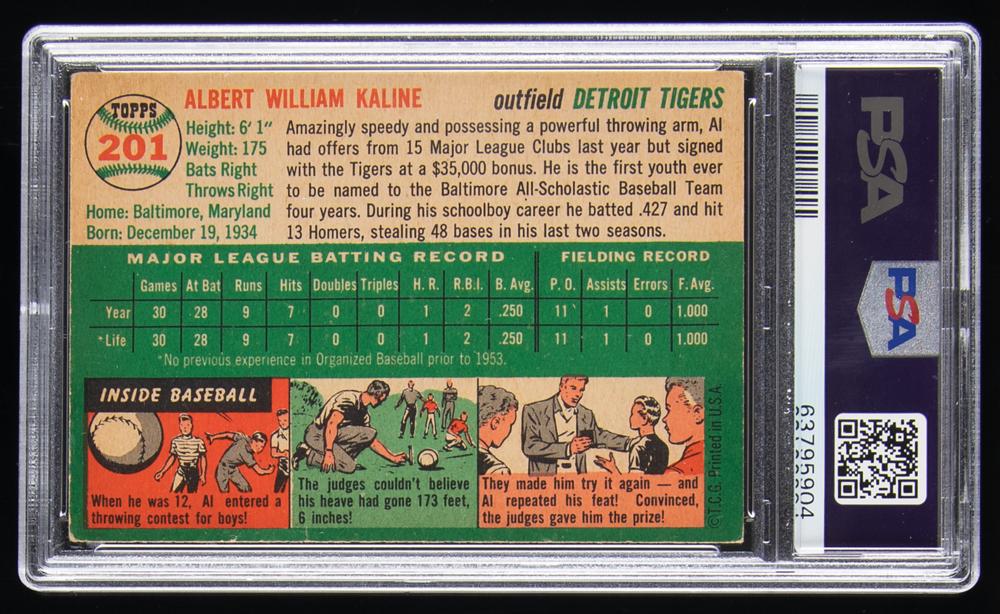 TOPPS
201
ALBERT WILLIAM KALINE
outfield DETROIT TIGERS
Height: 6' 1"
Weight: 175
Bats Right
Throws Right
Home: Baltimore, Maryland
Born: December 19, 1934
Amazingly speedy and possessing a powerful throwing arm, Al
had offers from 15 Major League Clubs last year but signed
with the Tigers at a $35,000 bonus. He is the first youth ever
to be named to the Baltimore All-Scholastic Baseball Team
four years. During his schoolboy career he batted .427 and hit
13 Homers, stealing 48 bases in his last two seasons.
MAJOR LEAGUE BATTING RECORD FIELDING RECORD
Games At Bat Runs Hits Doubles Triples H. R. R.B.I. B. Avg. P. O. Assists Errors F. Avg.
Year 30 28 9 7 0 0 1 2 .250 11 1 0 1.000
*Life 30 28 9 7 0 0 1 2 .250 11 1 0 1.000
*No previous experience in Organized Baseball prior to 1953.
INSIDE BASEBALL
When he was 12, Al entered a
throwing contest for boys!
The judges couldn't believe
his heave had gone 173 feet,
6 inches!
They made him try it again — and
Al repeated his feat! Convinced,
the judges gave him the prize!
©T.C.G. Printed in U.S.A.
PSA
PSA
63795904